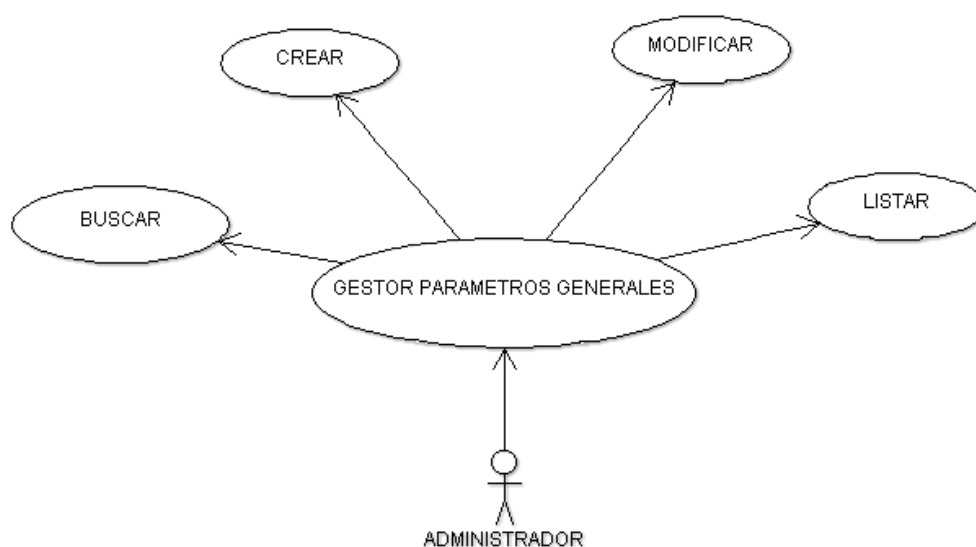 MODIFICAR
CREAR
LISTAR
BUSCAR
GESTOR PARAMETROS GENERALES
ADMINISTRADOR